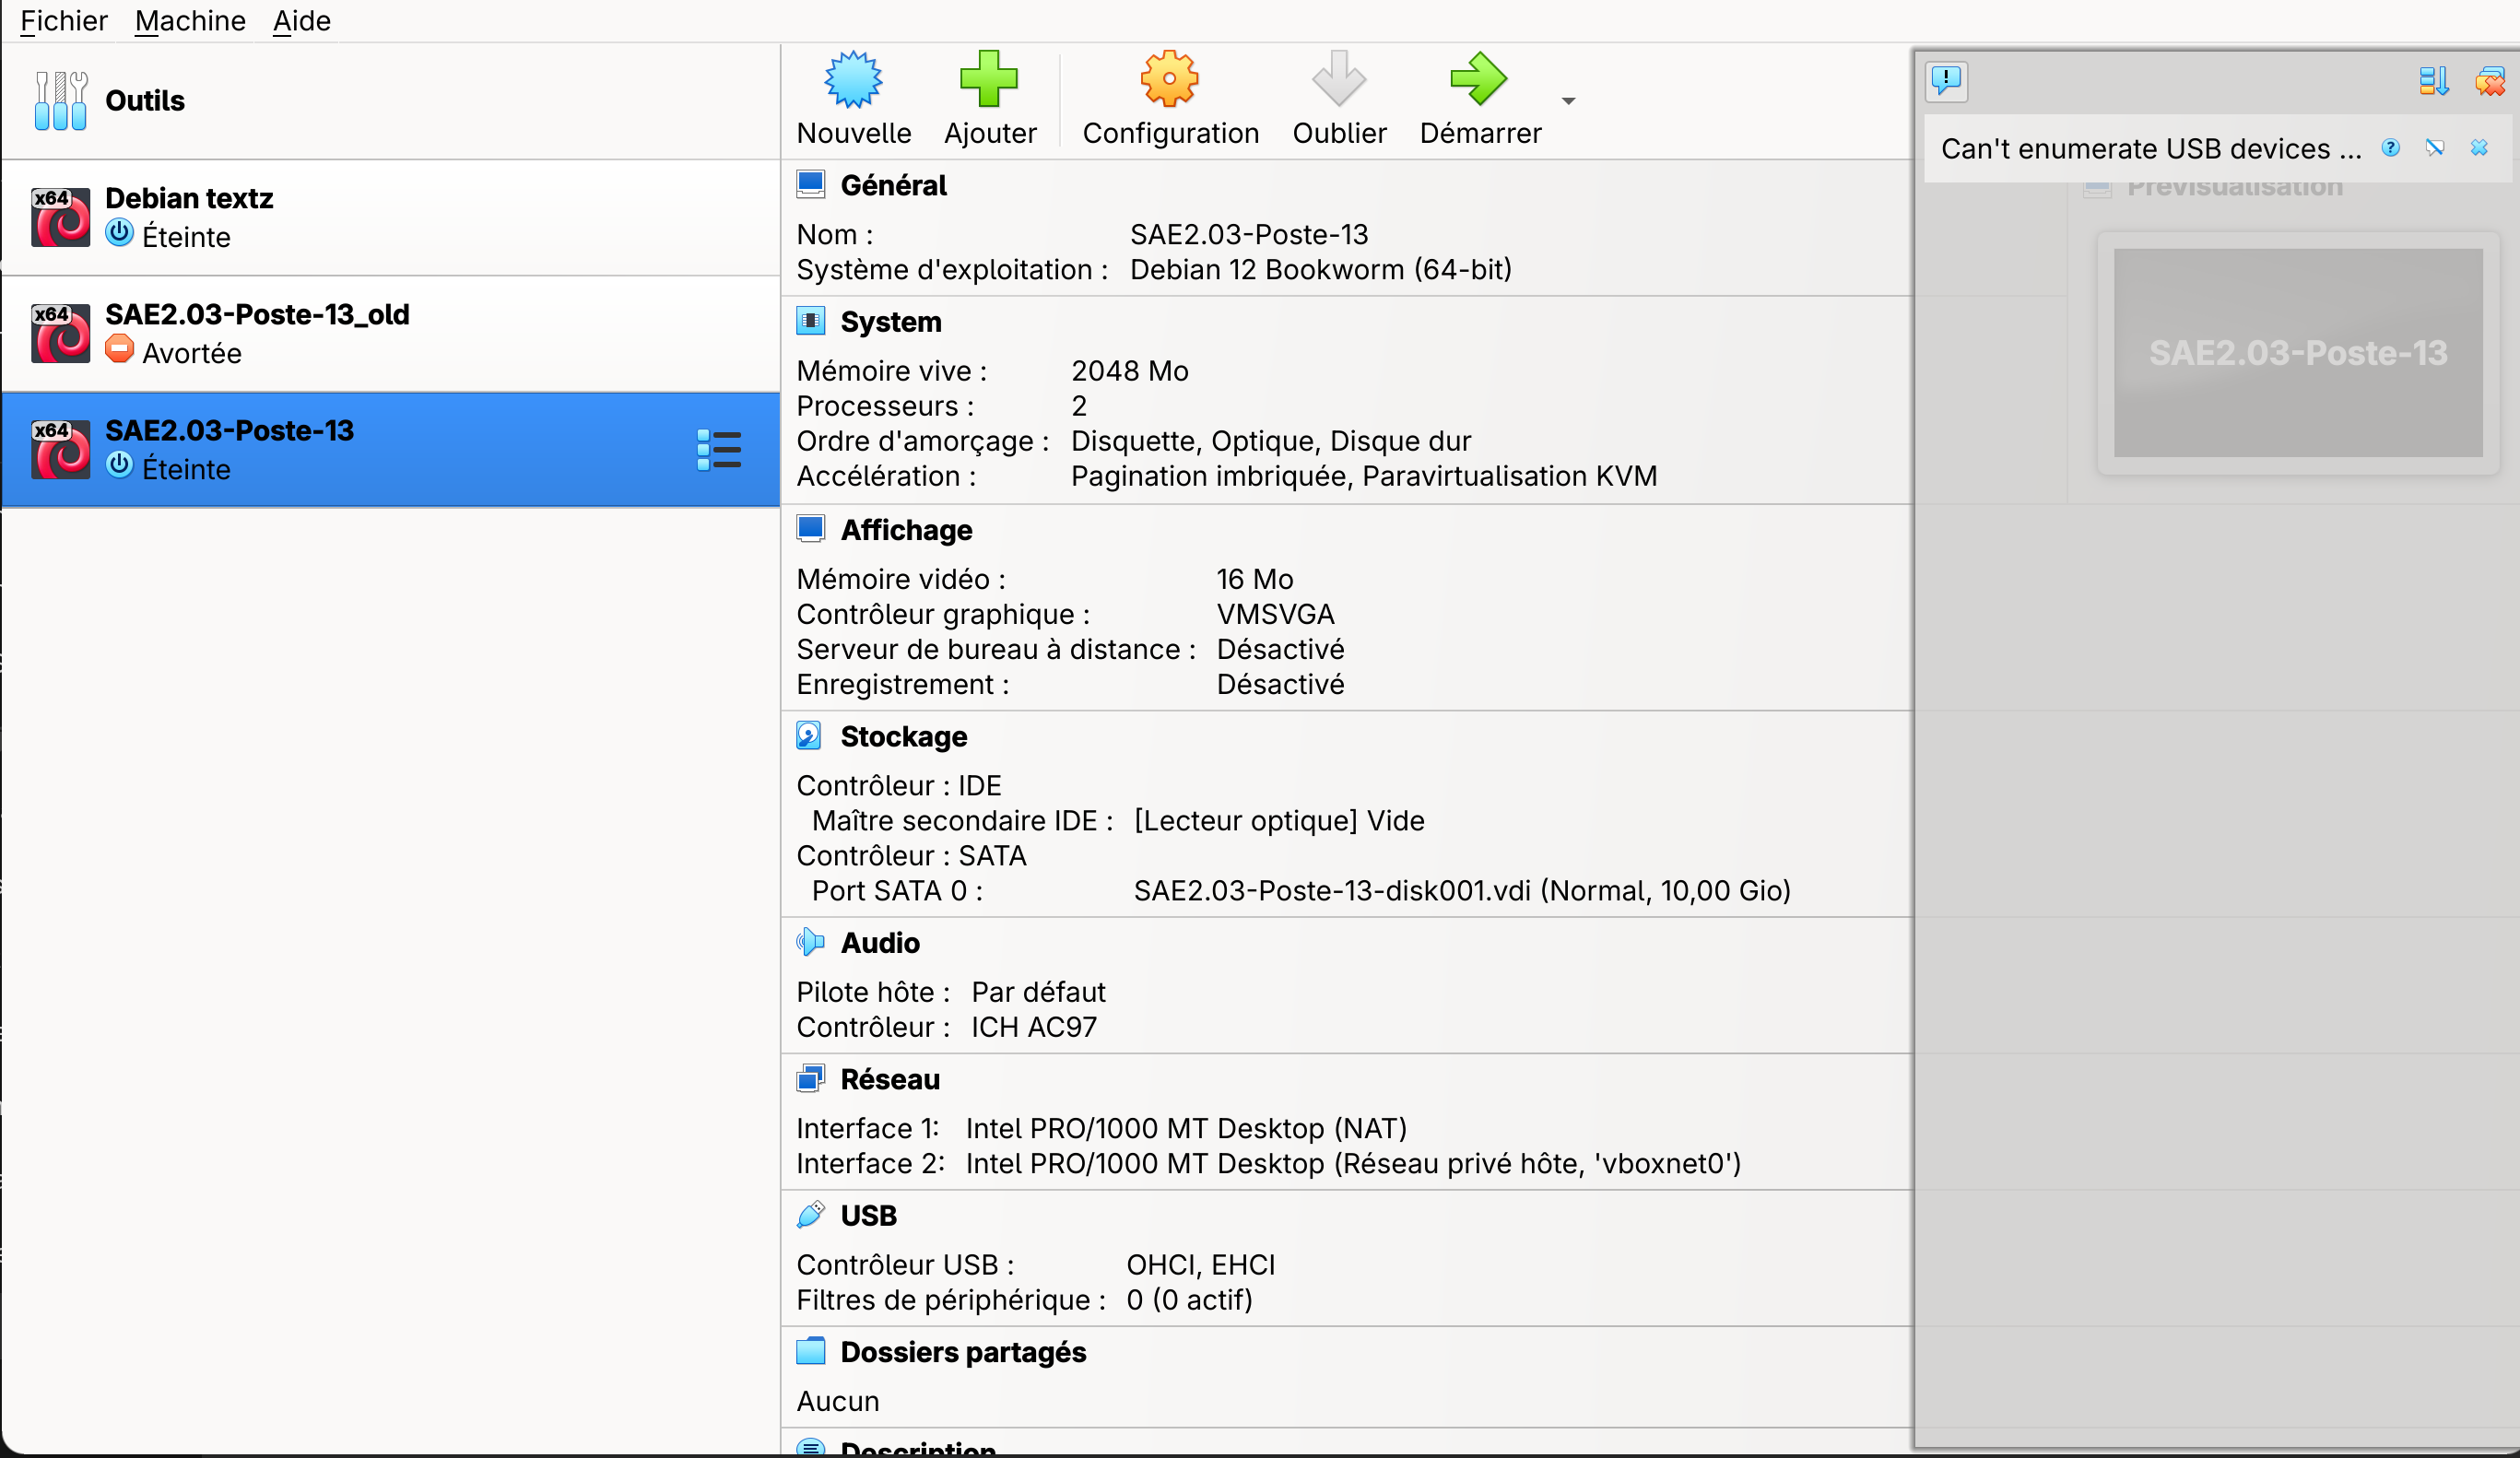 Fichier Machine Aide
Outils
x64 Debian textz
Éteinte
x64 SAE2.03-Poste-13_old
Avortée
x64 SAE2.03-Poste-13
Éteinte
Nouvelle Ajouter Configuration Oublier Démarrer
Général
Nom : SAE2.03-Poste-13
Système d'exploitation : Debian 12 Bookworm (64-bit)
System
Mémoire vive : 2048 Mo
Processeurs : 2
Ordre d'amorçage : Disquette, Optique, Disque dur
Accélération : Pagination imbriquée, Paravirtualisation KVM
Affichage
Mémoire vidéo : 16 Mo
Contrôleur graphique : VMSVGA
Serveur de bureau à distance : Désactivé
Enregistrement : Désactivé
Stockage
Contrôleur : IDE
Maître secondaire IDE : [Lecteur optique] Vide
Contrôleur : SATA
Port SATA 0 : SAE2.03-Poste-13-disk001.vdi (Normal, 10,00 Gio)
Audio
Pilote hôte : Par défaut
Contrôleur : ICH AC97
Réseau
Interface 1: Intel PRO/1000 MT Desktop (NAT)
Interface 2: Intel PRO/1000 MT Desktop (Réseau privé hôte, 'vboxnet0')
USB
Contrôleur USB : OHCI, EHCI
Filtres de périphérique : 0 (0 actif)
Dossiers partagés
Aucun
Description
Can't enumerate USB devices ...
Prévisualisation
SAE2.03-Poste-13